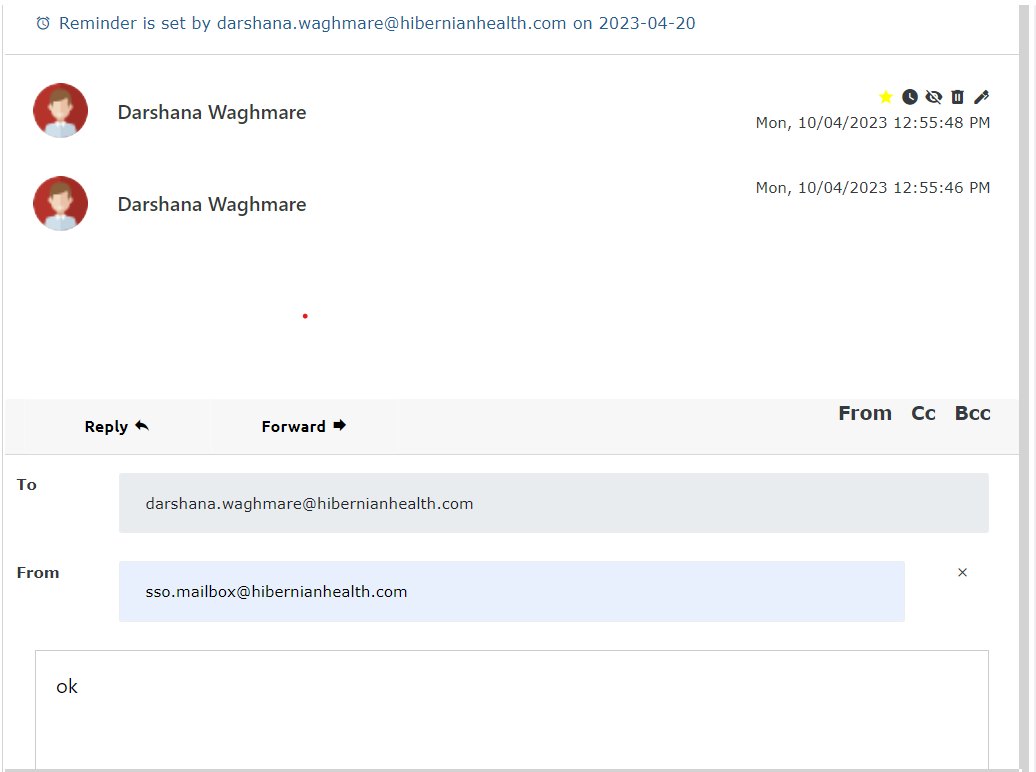 Reminder is set by darshana.waghmare@hibernianhealth.com on 2023-04-20
Darshana Waghmare
Mon, 10/04/2023 12:55:48 PM
Darshana Waghmare
Mon, 10/04/2023 12:55:46 PM
Reply
Forward
From Cc Bcc
To
darshana.waghmare@hibernianhealth.com
From
sso.mailbox@hibernianhealth.com
ok